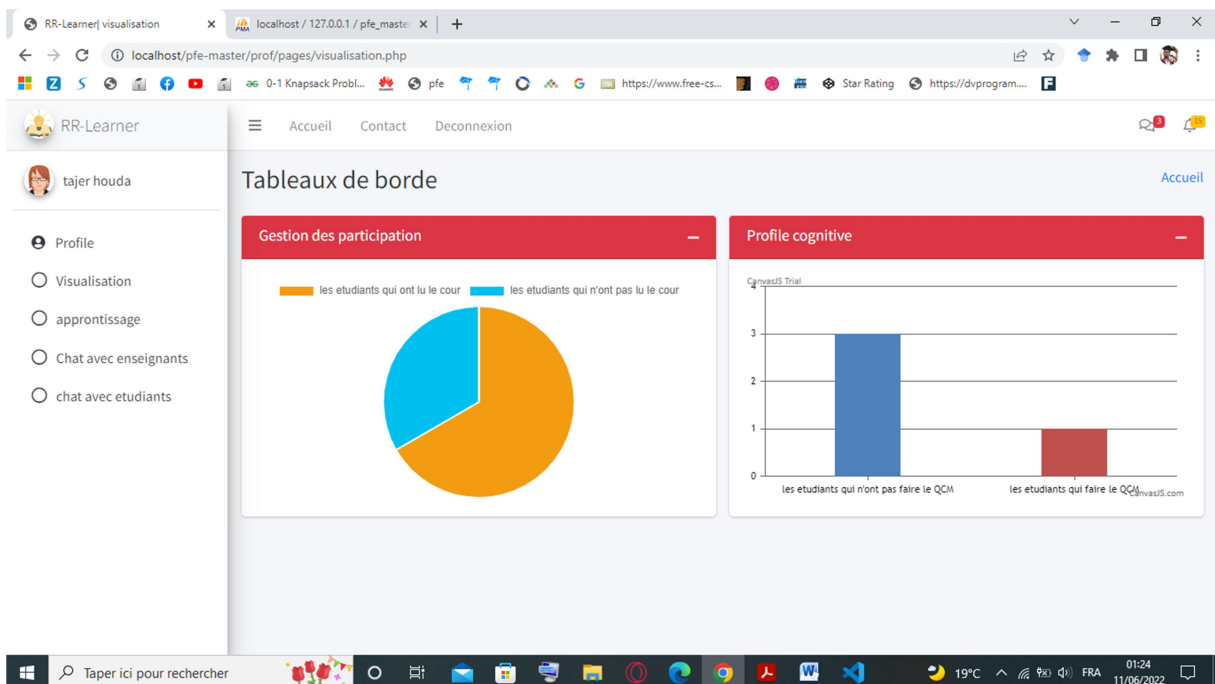 RR-Learner| visualisation
localhost / 127.0.0.1 / pfe_master
localhost/pfe-master/prof/pages/visualisation.php
0-1 Knapsack Probl...
pfe
https://www.free-cs...
Star Rating
https://dvprogram....
RR-Learner
Accueil Contact Deconnexion
3
15
tajer houda
Tableaux de borde
Accueil
Profile
Visualisation
approntissage
Chat avec enseignants
chat avec etudiants
Gestion des participation
les etudiants qui ont lu le cour
les etudiants qui n'ont pas lu le cour
Profile cognitive
CanvasJS Trial
4
3
2
1
0
les etudiants qui n'ont pas faire le QCM
les etudiants qui faire le QCM
CanvasJS.com
Taper ici pour rechercher
19°C
FRA
01:24
11/06/2022